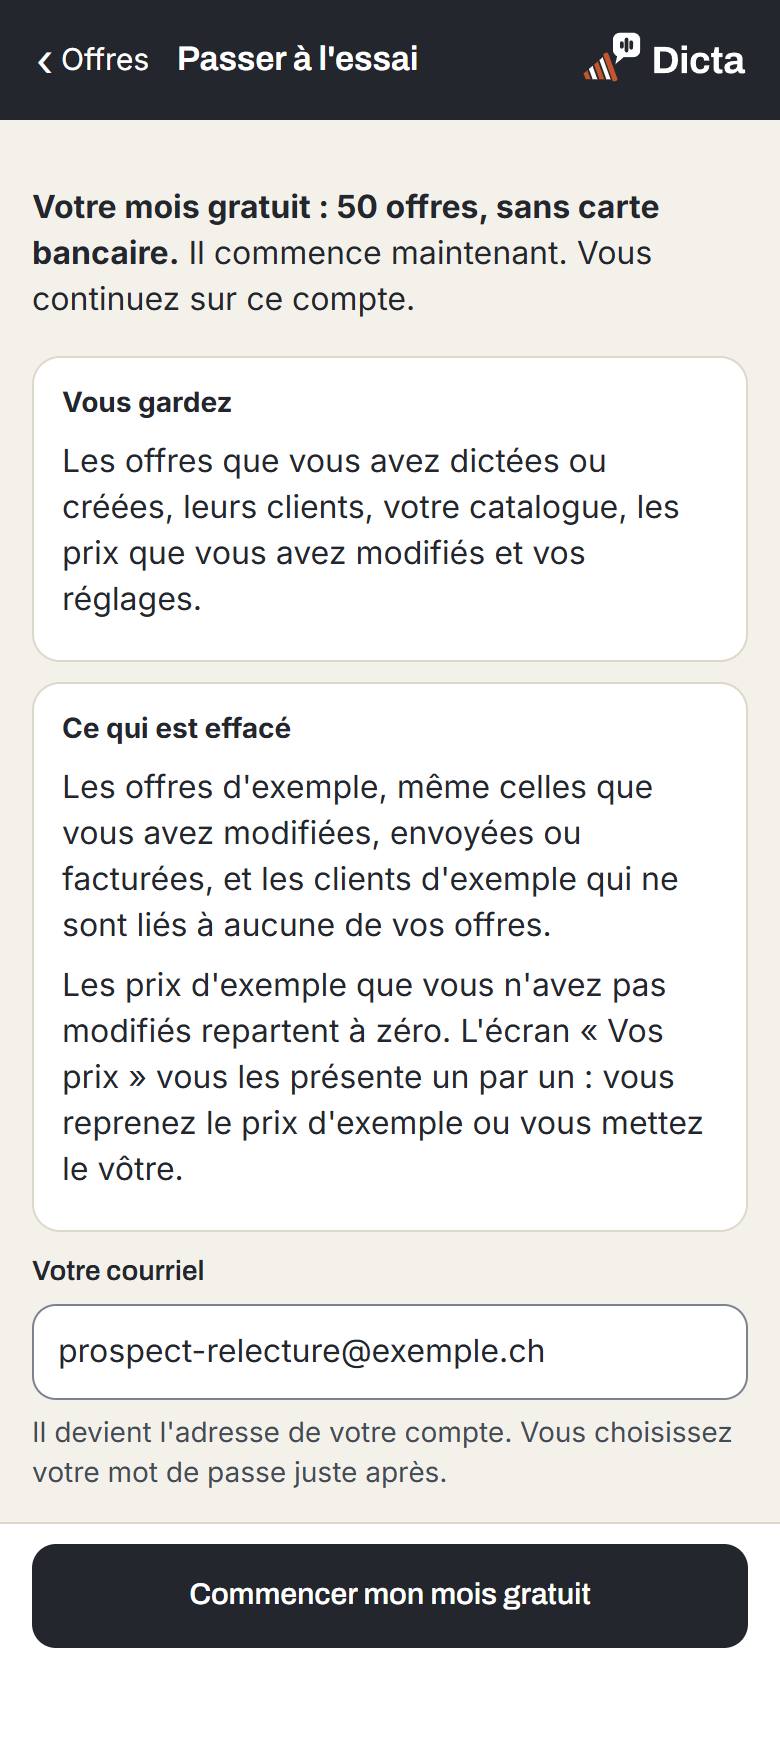 ‹ Offres Passer à l'essai Dicta
Votre mois gratuit : 50 offres, sans carte
bancaire. Il commence maintenant. Vous
continuez sur ce compte.
Vous gardez
Les offres que vous avez dictées ou
créées, leurs clients, votre catalogue, les
prix que vous avez modifiés et vos
réglages.
Ce qui est effacé
Les offres d'exemple, même celles que
vous avez modifiées, envoyées ou
facturées, et les clients d'exemple qui ne
sont liés à aucune de vos offres.
Les prix d'exemple que vous n'avez pas
modifiés repartent à zéro. L'écran « Vos
prix » vous les présente un par un : vous
reprenez le prix d'exemple ou vous mettez
le vôtre.
Votre courriel
prospect-relecture@exemple.ch
Il devient l'adresse de votre compte. Vous choisissez
votre mot de passe juste après.
Commencer mon mois gratuit